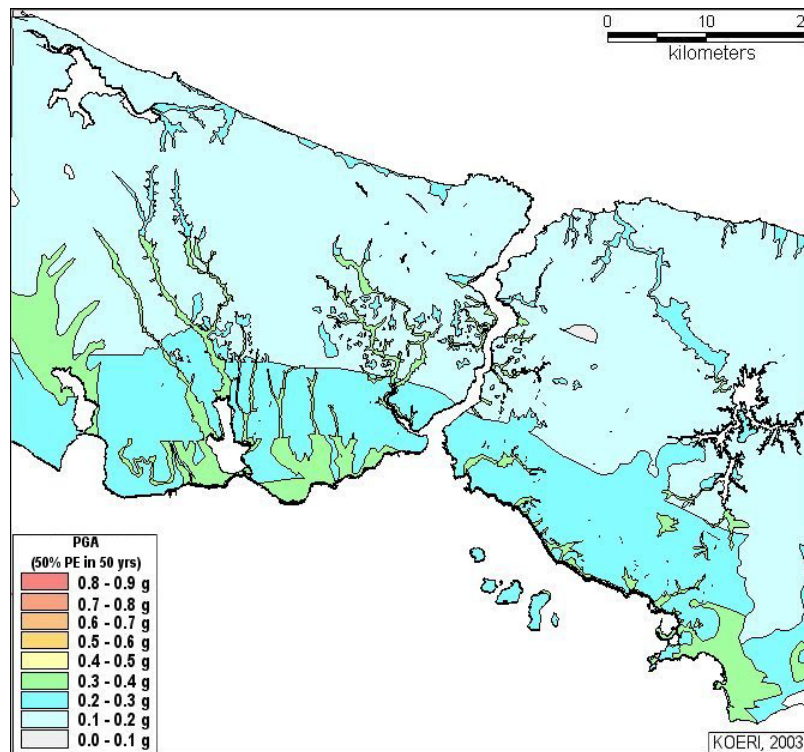 0 10 2
kilometers
PGA
(50% PE in 50 yrs)
0.8 - 0.9 g
0.7 - 0.8 g
0.6 - 0.7 g
0.5 - 0.6 g
0.4 - 0.5 g
0.3 - 0.4 g
0.2 - 0.3 g
0.1 - 0.2 g
0.0 - 0.1 g
KOERI, 2003